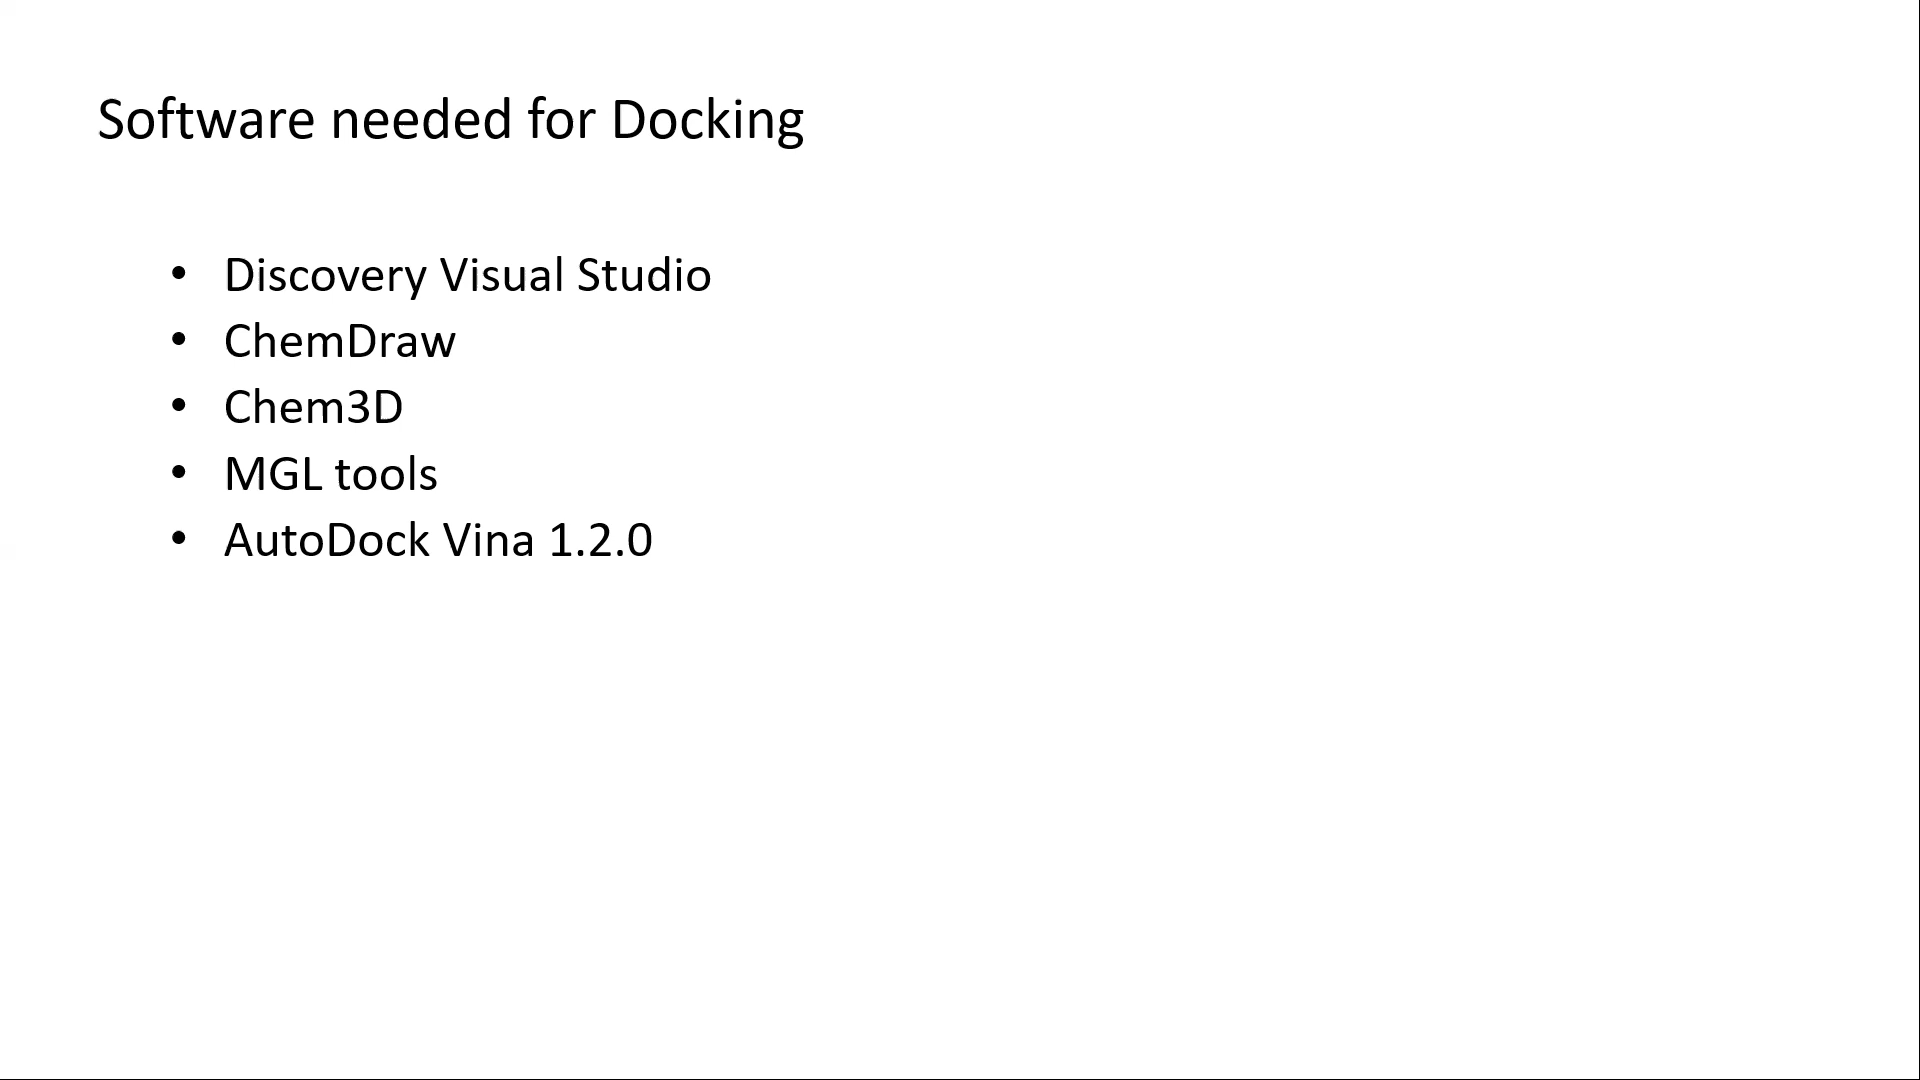 Software needed for Docking
• Discovery Visual Studio
• ChemDraw
• Chem3D
• MGL tools
• AutoDock Vina 1.2.0